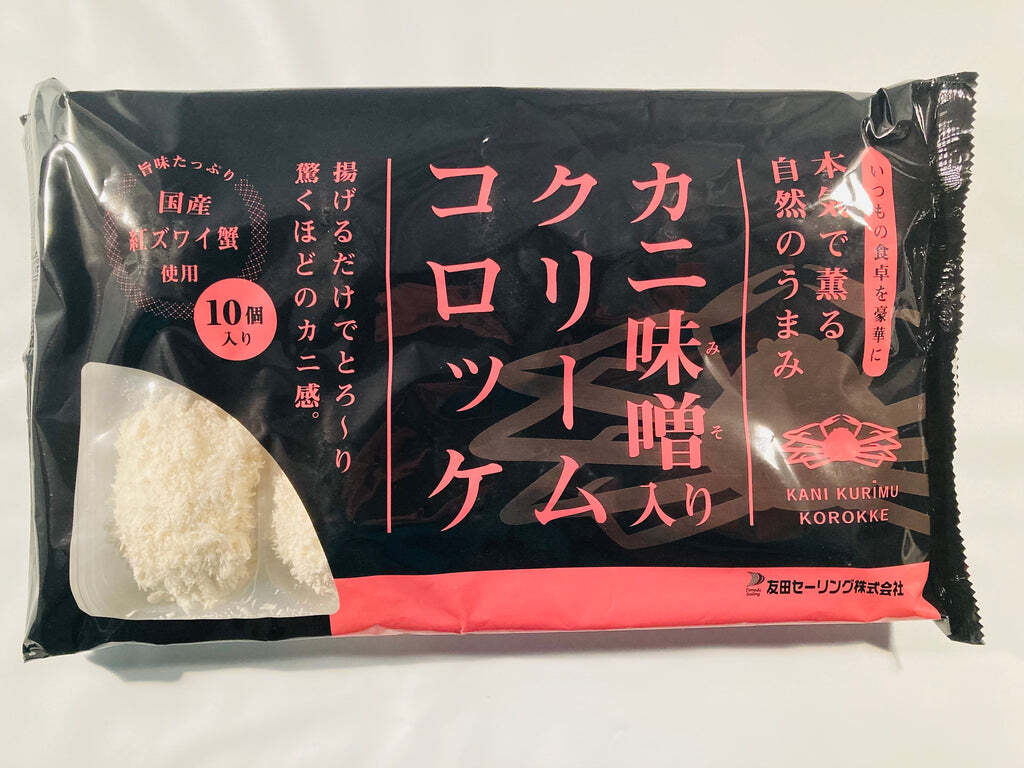 いつもの食卓を豪華に
本気で薫る
自然のうまみ
KANI KURIMU
KOROKKE
カニ味噌入り
みそ
クリーム
コロッケ
揚げるだけでとろ～り
驚くほどのカニ感。
旨味たっぷり
国産
紅ズワイ蟹
使用
10個
入り
友田セーリング株式会社